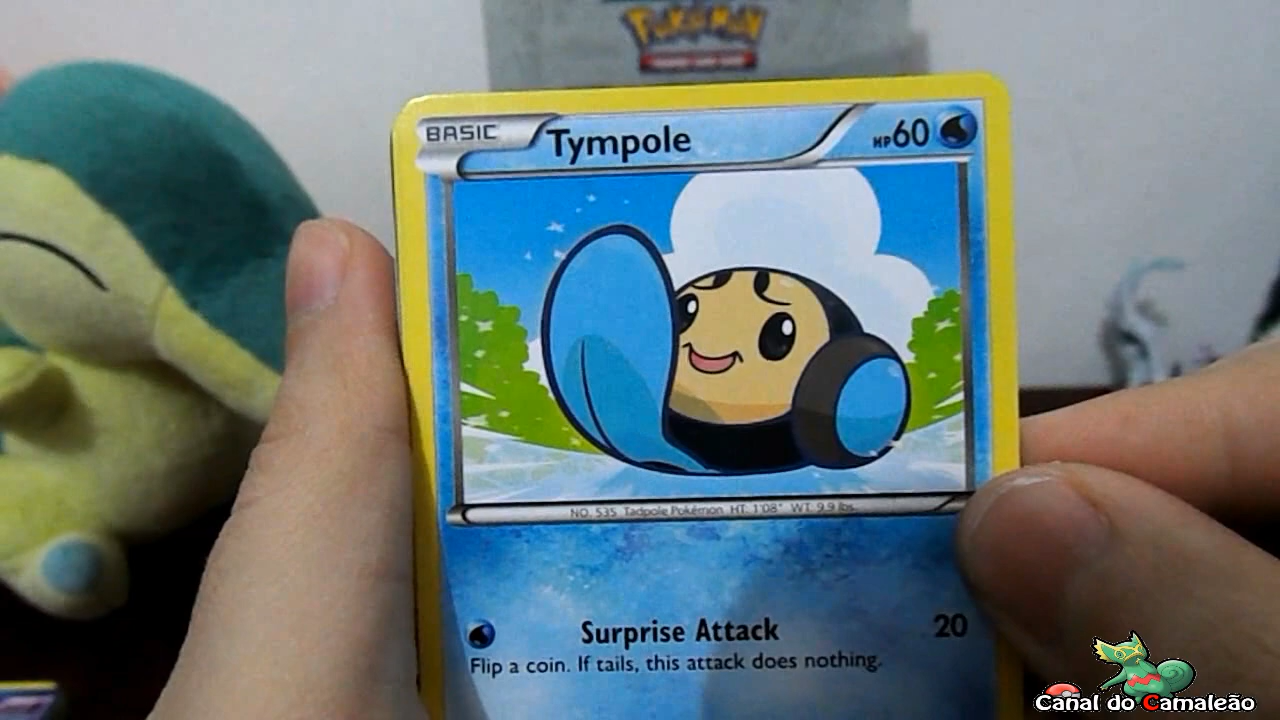 Pokémon
BASIC Tympole HP60
NO. 535 Tadpole Pokémon HT. 1'08" WT. 9.9 lbs.
Surprise Attack 20
Flip a coin. If tails, this attack does nothing.
Canal do Camaleão